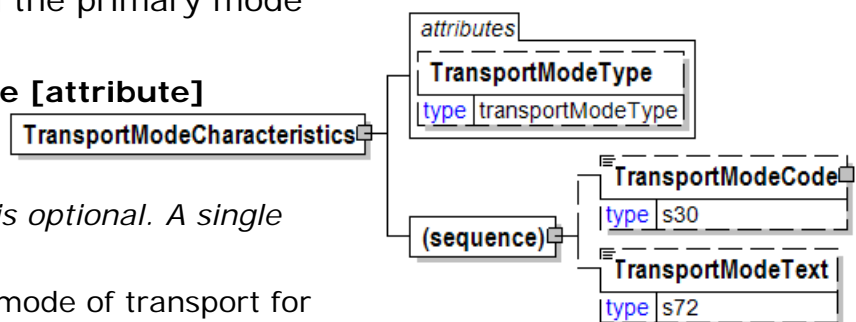 the primary mode
e [attribute]
is optional. A single
mode of transport for
TransportModeCharacteristics
attributes
TransportModeType
type transportModeType
(sequence)
TransportModeCode
type s30
TransportModeText
type s72